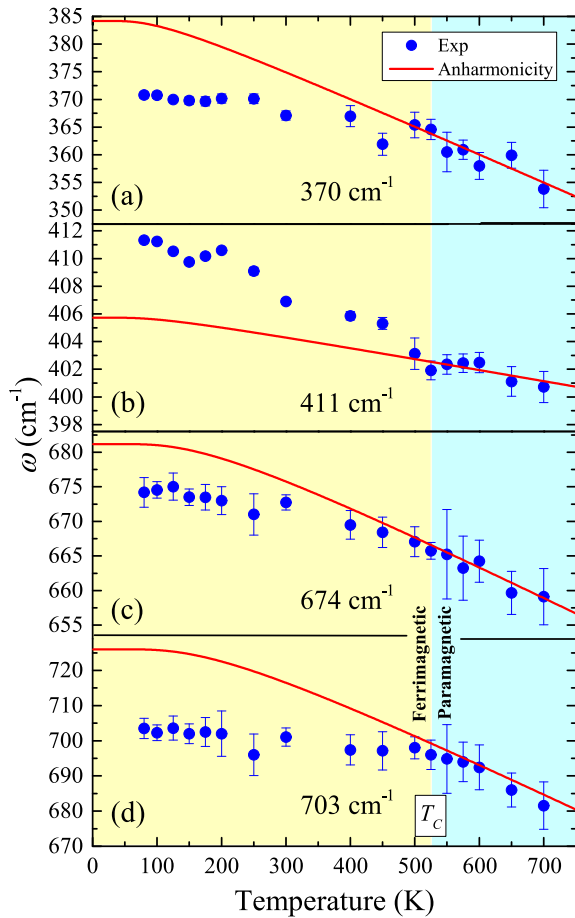 385
380
375
370
365
360
355
350
Exp
Anharmonicity
(a)
370 cm⁻¹
412
410
408
406
404
402
400
398
(b)
411 cm⁻¹
ω (cm⁻¹)
680
675
670
665
660
655
(c)
674 cm⁻¹
Ferrimagnetic
Paramagnetic
720
710
700
690
680
670
(d)
703 cm⁻¹
T_C
0 100 200 300 400 500 600 700
Temperature (K)